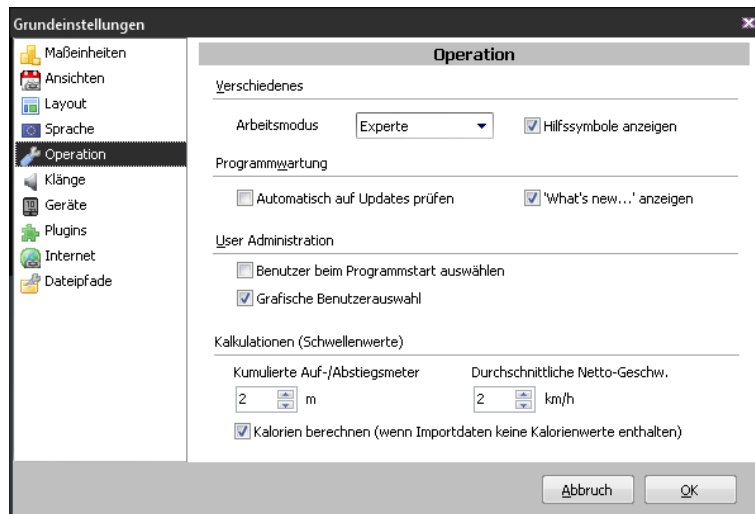 Grundeinstellungen
Maßeinheiten
Ansichten
Layout
Sprache
Operation
Klänge
Geräte
Plugins
Internet
Dateipfade
Operation
Verschiedenes
Arbeitsmodus Experte Hilfssymbole anzeigen
Programmwartung
Automatisch auf Updates prüfen 'What's new...' anzeigen
User Administration
Benutzer beim Programmstart auswählen
Grafische Benutzerauswahl
Kalkulationen (Schwellenwerte)
Kumulierte Auf-/Abstiegsmeter Durchschnittliche Netto-Geschw.
2 m 2 km/h
Kalorien berechnen (wenn Importdaten keine Kalorienwerte enthalten)
Abbruch OK